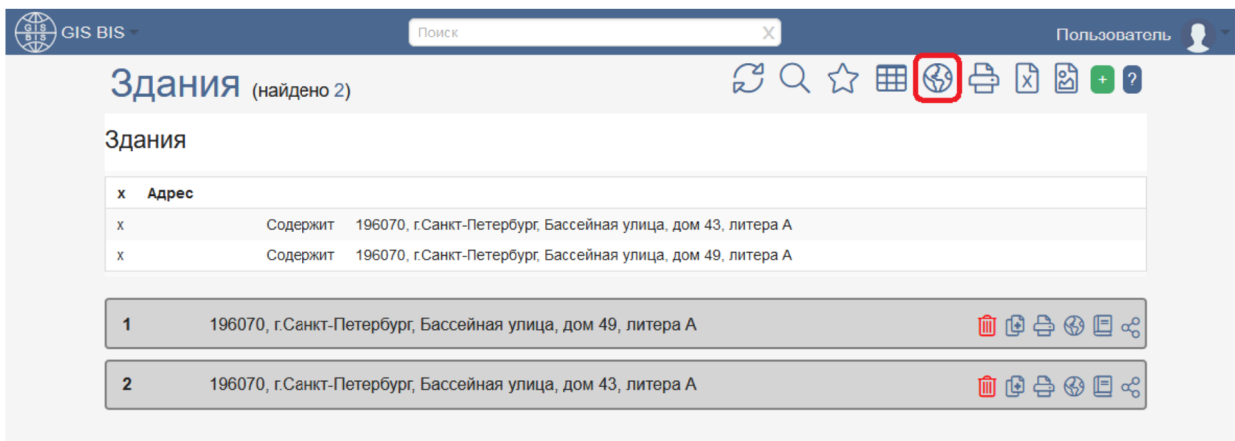 GIS BIS GIS BIS Поиск X Пользователь
Здания (найдено 2) X + ?
Здания
x Адрес
x Содержит 196070, г.Санкт-Петербург, Бассейная улица, дом 43, литера А
x Содержит 196070, г.Санкт-Петербург, Бассейная улица, дом 49, литера А
1 196070, г.Санкт-Петербург, Бассейная улица, дом 49, литера А
2 196070, г.Санкт-Петербург, Бассейная улица, дом 43, литера А